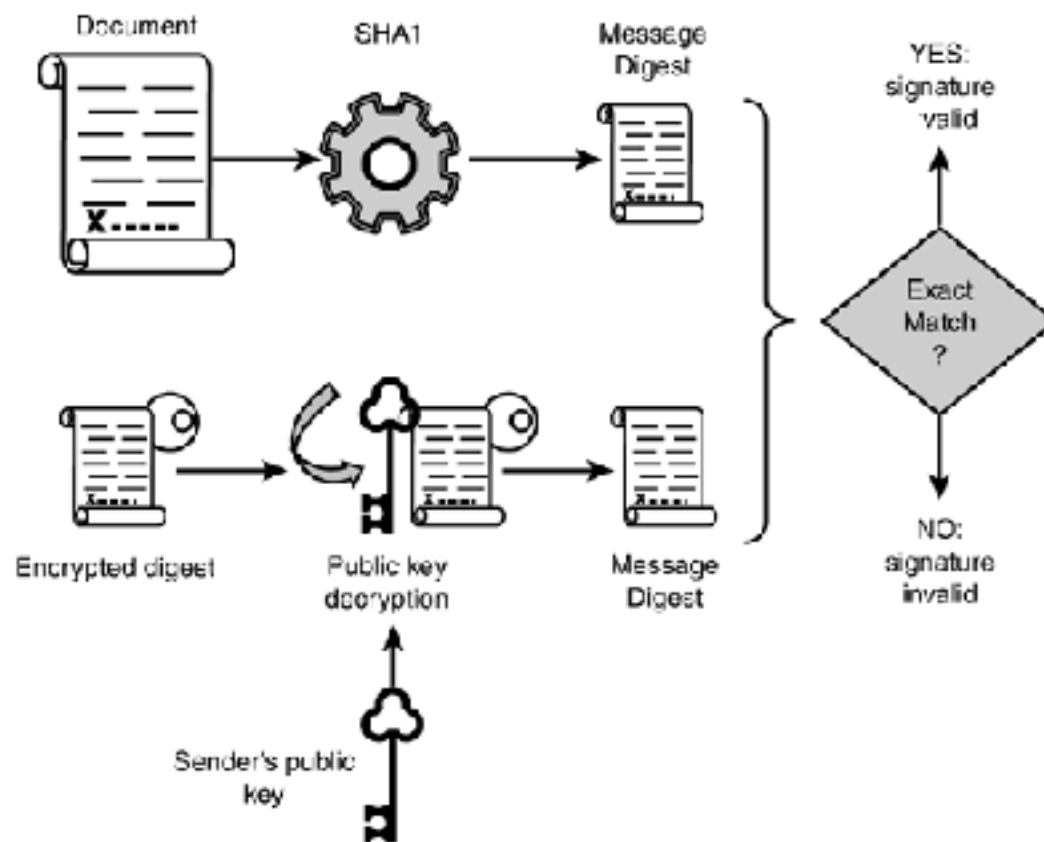 Document
SHA1
Message
Digest
YES:
signature
valid
X-----
Exact
Match
?
Encrypted digest
Public key
decryption
Message
Digest
NO:
signature
invalid
Sender's public
key